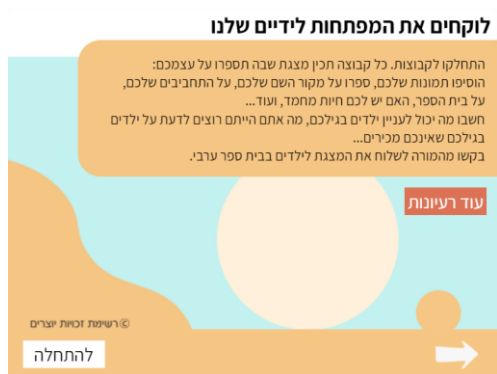 לוקחים את המפתחות לידיים שלנו
התחלקו לקבוצות. כל קבוצה תכין מצגת שבה תספרו על עצמכם:
הוסיפו תמונות שלכם, ספרו על מקור השם שלכם, על התחביבים שלכם,
על בית הספר, האם יש לכם חיות מחמד, ועוד...
חשבו מה יכול לעניין ילדים בגילכם, מה אתם הייתם רוצים לדעת על ילדים
בגילכם שאינכם מכירים...
בקשו מהמורה לשלוח את המצגת לילדים בבית ספר ערבי.
עוד רעיונות
©רשימת זכויות יוצרים
להתחלה